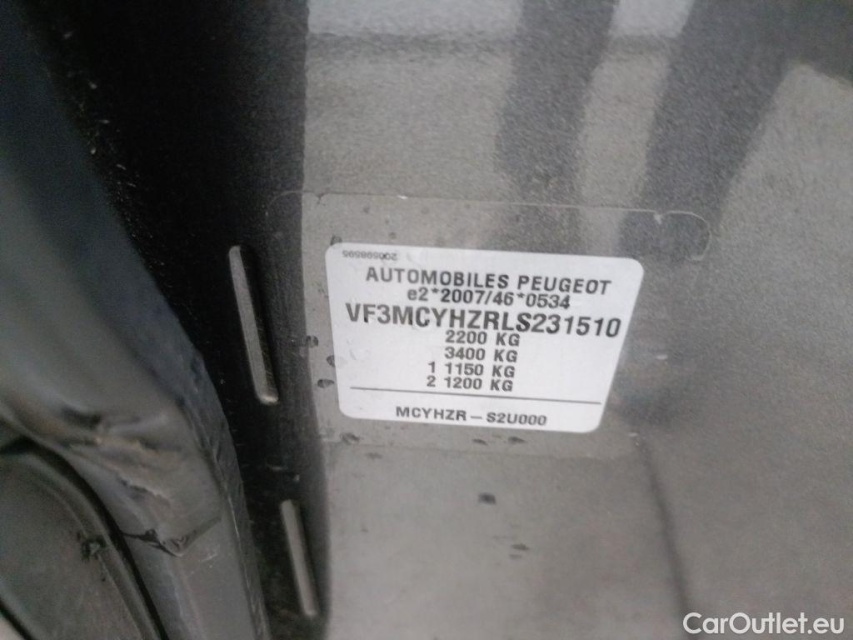 AUTOMOBILES PEUGEOT
e2*2007/46*0534
VF3MCYHZRLS231510
2200 KG
3400 KG
1 1150 KG
2 1200 KG
MCYHZR – S2U000
CarOutlet.eu